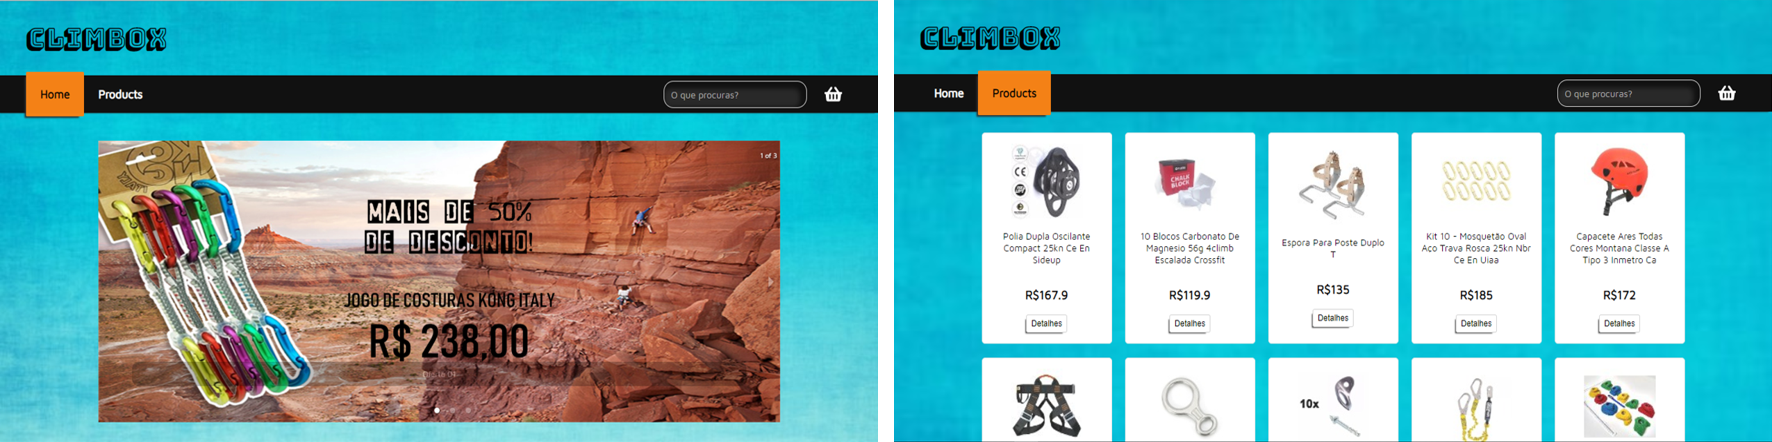 CLIMBOX
Home
Products
O que procuras?
1 of 3
MAIS DE 50%
DE DESCONTO!
JOGO DE COSTURAS KONG ITALY
R$ 238,00
CLIMBOX
Home
Products
O que procuras?
CE
CHALK
BLOCK
Polia Dupla Oscilante
Compact 25kn Ce En
Sideup
R$167.9
Detalhes
10 Blocos Carbonato De
Magnesio 56g 4climb
Escalada Crossfit
R$119.9
Detalhes
Espora Para Poste Duplo
T
R$135
Detalhes
Kit 10 - Mosquetão Oval
Aço Trava Rosca 25kn Nbr
Ce En Uiaa
R$185
Detalhes
Capacete Ares Todas
Cores Montana Classe A
Tipo 3 Inmetro Ca
R$172
Detalhes
10x